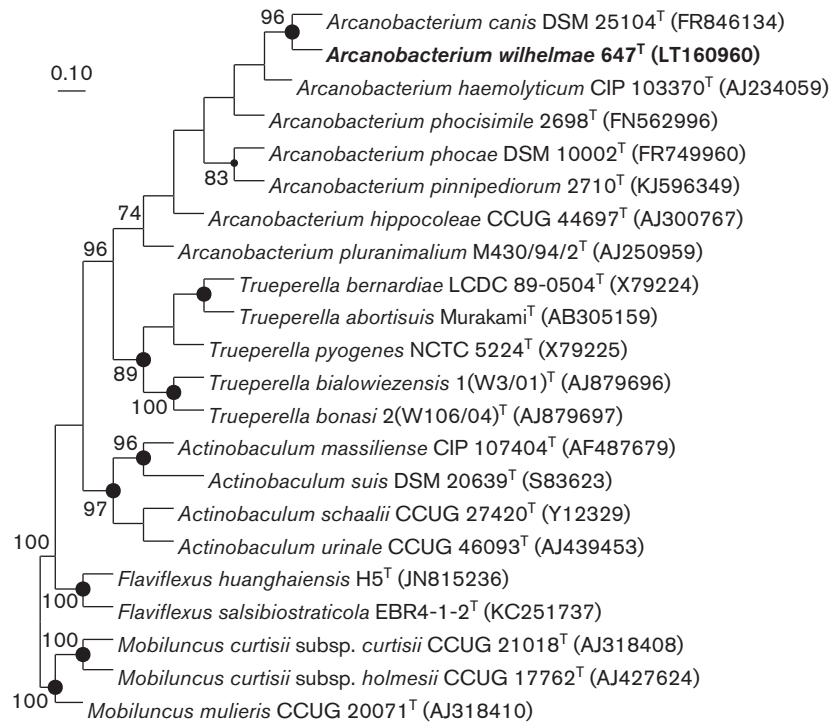 96
Arcanobacterium canis DSM 25104ᵀ (FR846134)
Arcanobacterium wilhelmae 647ᵀ (LT160960)
0.10
Arcanobacterium haemolyticum CIP 103370ᵀ (AJ234059)
Arcanobacterium phocisimile 2698ᵀ (FN562996)
Arcanobacterium phocae DSM 10002ᵀ (FR749960)
83
Arcanobacterium pinnipediorum 2710ᵀ (KJ596349)
74
Arcanobacterium hippocoleae CCUG 44697ᵀ (AJ300767)
96
Arcanobacterium pluranimalium M430/94/2ᵀ (AJ250959)
Trueperella bernardiae LCDC 89-0504ᵀ (X79224)
Trueperella abortisuis Murakamiᵀ (AB305159)
Trueperella pyogenes NCTC 5224ᵀ (X79225)
89
Trueperella bialowiezensis 1(W3/01)ᵀ (AJ879696)
100
Trueperella bonasi 2(W106/04)ᵀ (AJ879697)
96
Actinobaculum massiliense CIP 107404ᵀ (AF487679)
Actinobaculum suis DSM 20639ᵀ (S83623)
97
Actinobaculum schaalii CCUG 27420ᵀ (Y12329)
100
Actinobaculum urinale CCUG 46093ᵀ (AJ439453)
Flaviflexus huanghaiensis H5ᵀ (JN815236)
100
Flaviflexus salsibiostraticola EBR4-1-2ᵀ (KC251737)
100
Mobiluncus curtisii subsp. curtisii CCUG 21018ᵀ (AJ318408)
Mobiluncus curtisii subsp. holmesii CCUG 17762ᵀ (AJ427624)
100
Mobiluncus mulieris CCUG 20071ᵀ (AJ318410)